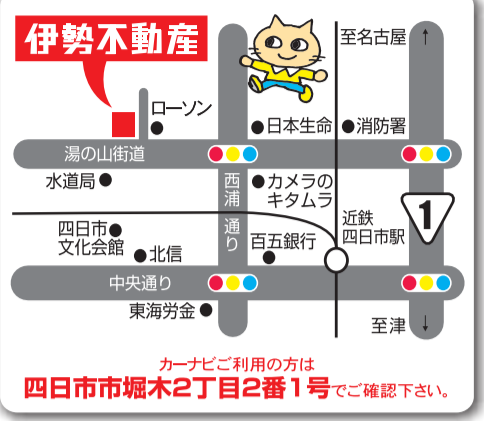 伊勢不動産
至名古屋 ↑
ローソン
日本生命
消防署
湯の山街道
水道局
西浦通り
カメラの
キタムラ
1
四日市
文化会館
北信
百五銀行
近鉄
四日市駅
中央通り
東海労金
至津 ↓
カーナビご利用の方は
四日市市堀木2丁目2番1号でご確認下さい。